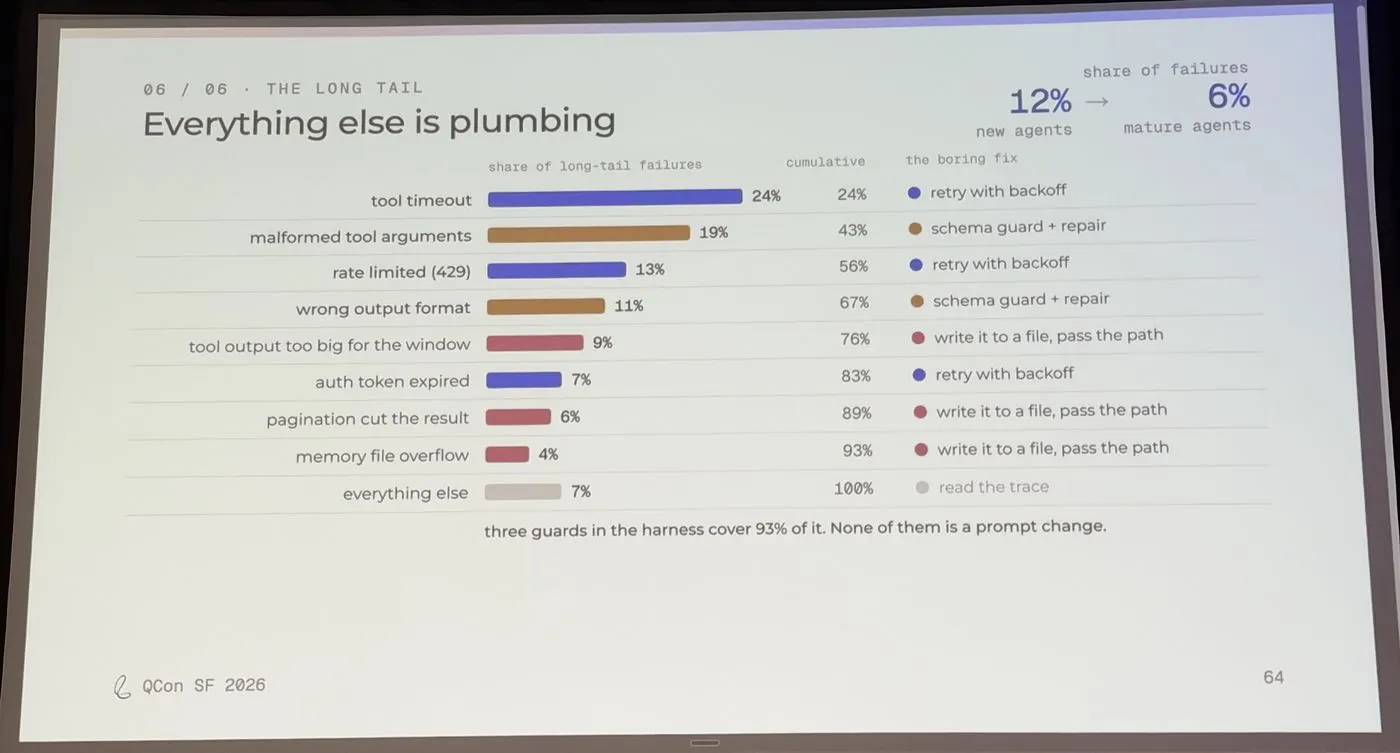 06 / 06 · THE LONG TAIL
Everything else is plumbing
share of failures
12% → 6%
new agents mature agents
share of long-tail failures cumulative the boring fix
tool timeout 24% 24% retry with backoff
malformed tool arguments 19% 43% schema guard + repair
rate limited (429) 13% 56% retry with backoff
wrong output format 11% 67% schema guard + repair
tool output too big for the window 9% 76% write it to a file, pass the path
auth token expired 7% 83% retry with backoff
pagination cut the result 6% 89% write it to a file, pass the path
memory file overflow 4% 93% write it to a file, pass the path
everything else 7% 100% read the trace
three guards in the harness cover 93% of it. None of them is a prompt change.
QCon SF 2026
64